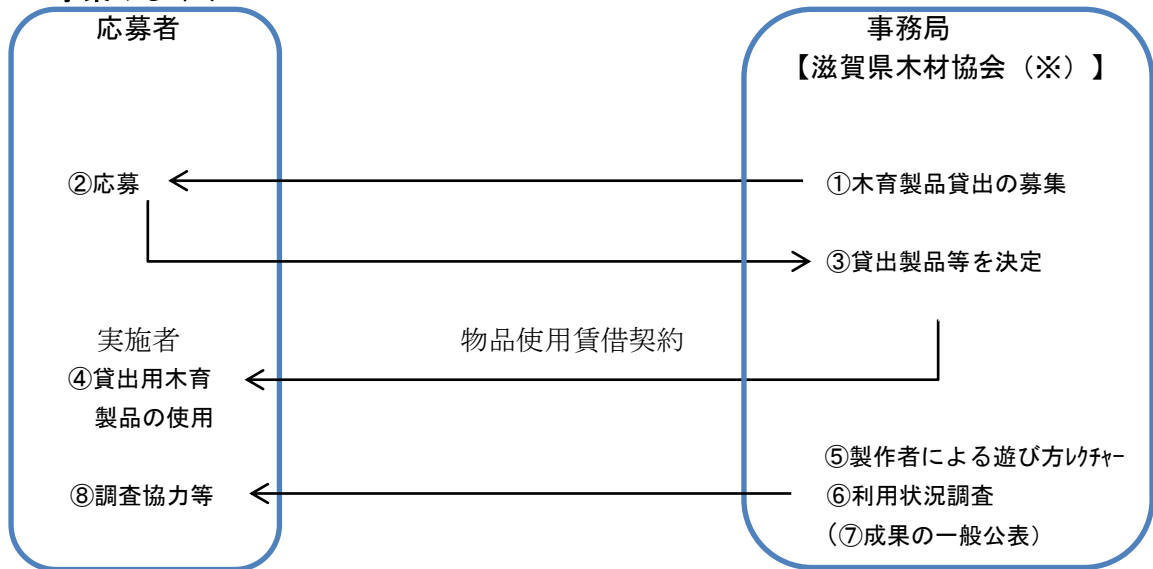 応募者
事務局
【滋賀県木材協会（※）】
②応募
①木育製品貸出の募集
③貸出製品等を決定
実施者
物品使用賃借契約
④貸出用木育
製品の使用
⑤製作者による遊び方ﾚｸﾁｬｰ
⑧調査協力等
⑥利用状況調査
（⑦成果の一般公表）